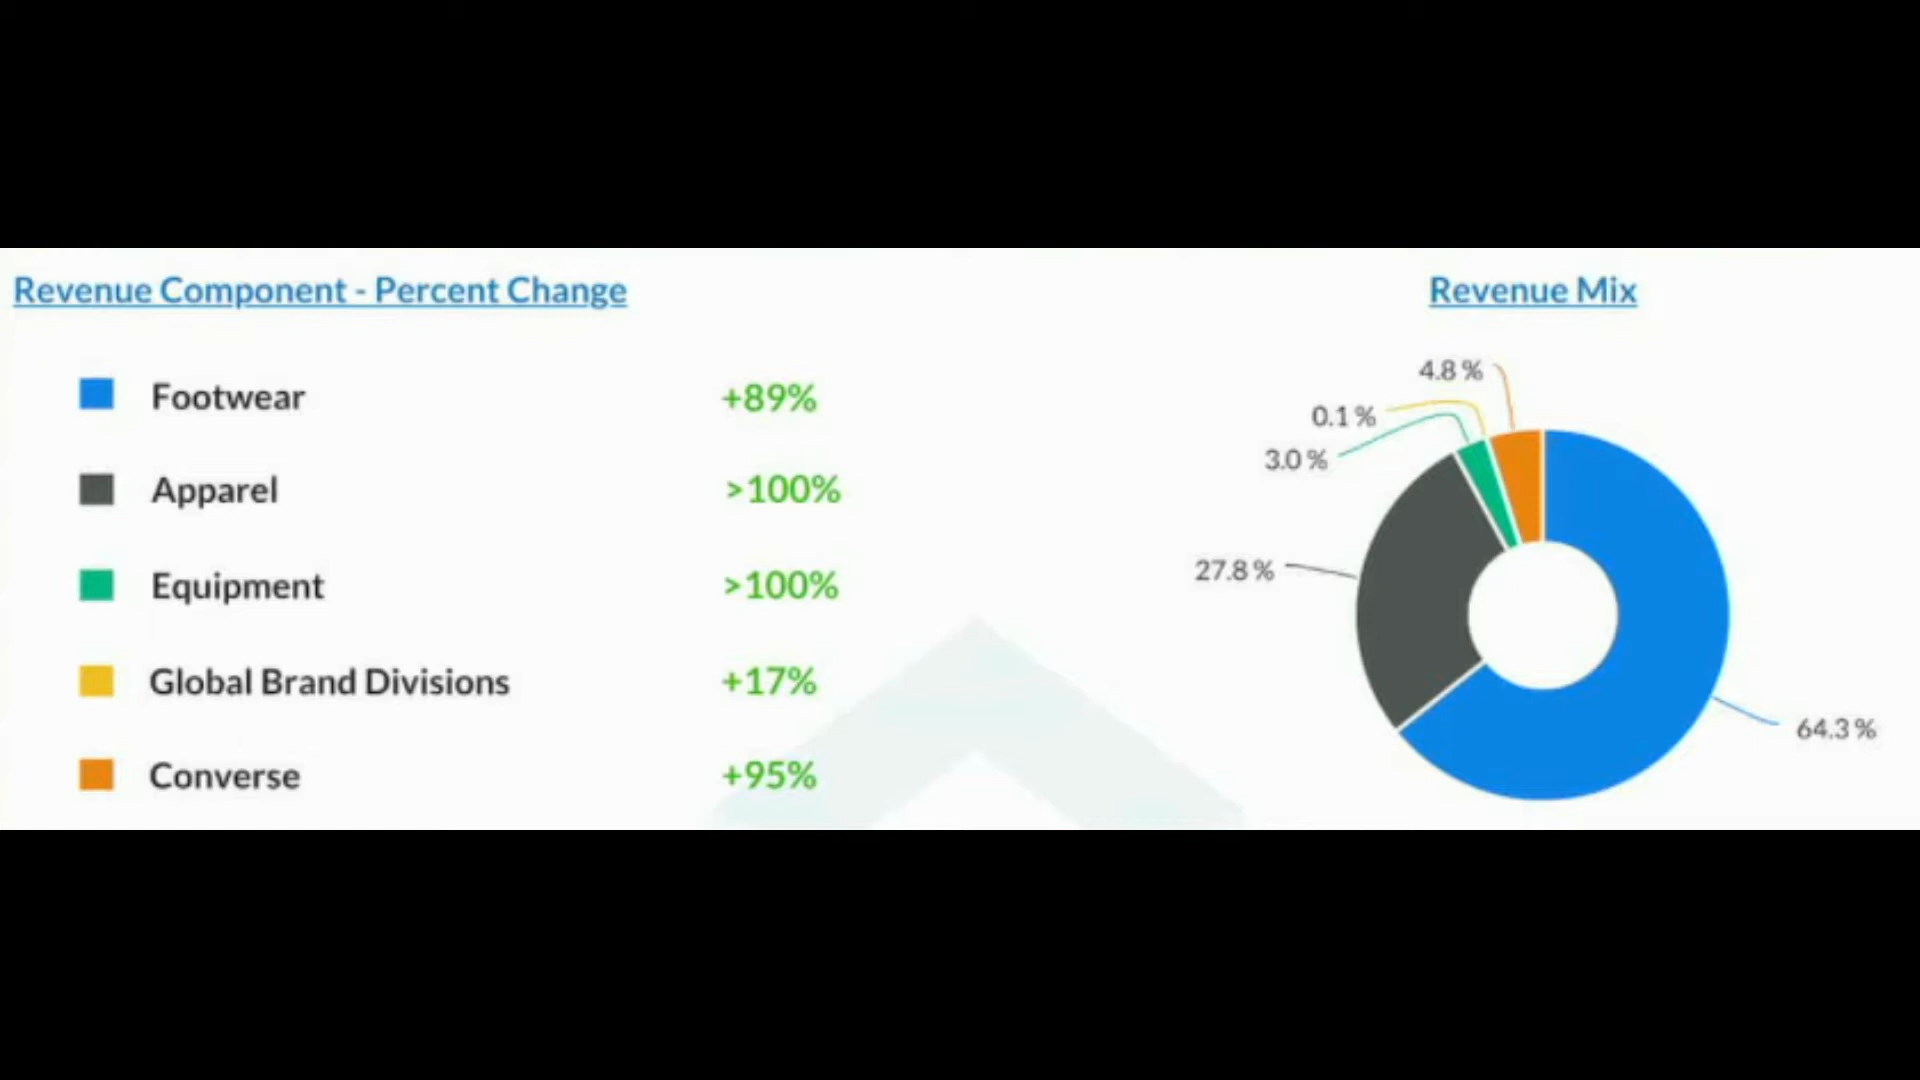 Revenue Component - Percent Change
Footwear +89%
Apparel >100%
Equipment >100%
Global Brand Divisions +17%
Converse +95%
Revenue Mix
4.8 %
0.1 %
3.0 %
27.8 %
64.3 %